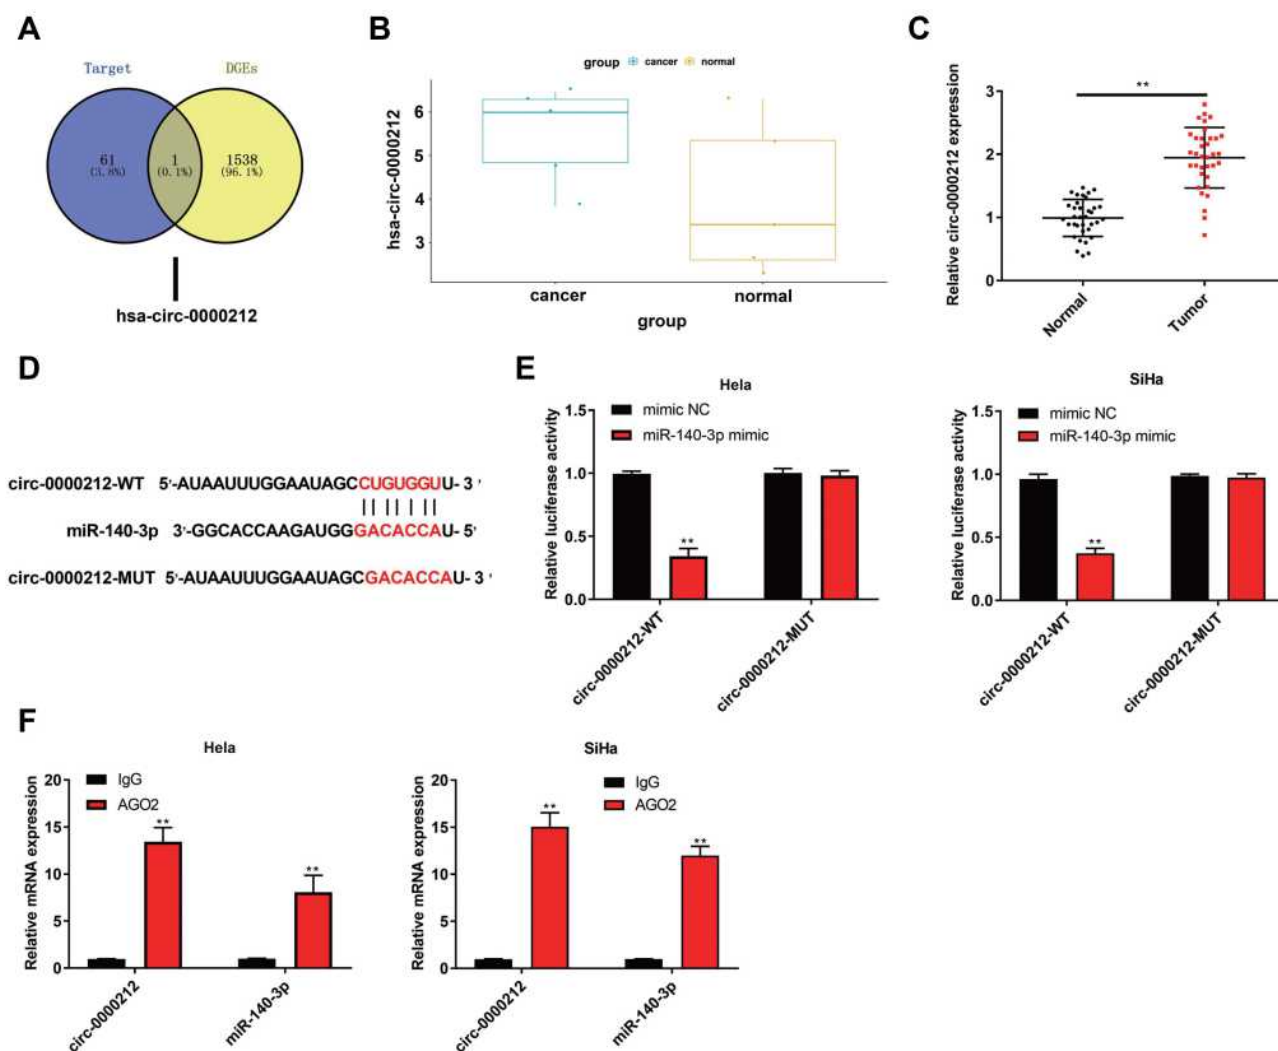 A
Target
DGEs
61
(3.8%)
1
(0.1%)
1538
(96.1%)
hsa-circ-0000212
B
group cancer normal
hsa-circ-0000212
6
5
4
3
cancer normal
group
C
Relative circ-0000212 expression
3
2
1
0
**
Normal
Tumor
D
circ-0000212-WT 5'-AUAAUUUGGAAUAGCCUGUGGUU- 3 '
miR-140-3p 3'-GGCACCAAGAUGGGACACCAU- 5'
circ-0000212-MUT 5'-AUAAUUUGGAAUAGCGACACCAU- 3 '
E
Hela
mimic NC
miR-140-3p mimic
Relative luciferase activity
1.5
1.0
0.5
0.0
**
circ-0000212-WT
circ-0000212-MUT
SiHa
mimic NC
miR-140-3p mimic
Relative luciferase activity
1.5
1.0
0.5
0.0
**
circ-0000212-WT
circ-0000212-MUT
F
Hela
IgG
AGO2
Relative mRNA expression
20
15
10
5
0
**
**
circ-0000212
miR-140-3p
SiHa
IgG
AGO2
Relative mRNA expression
20
15
10
5
0
**
**
circ-0000212
miR-140-3p